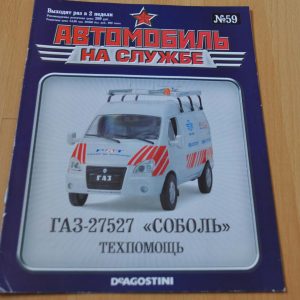 Выходит раз в 2 недели
№59
АВТОМОБИЛЬ
НА СЛУЖБЕ
ГАЗ
ГАЗ-27527 «СОБОЛЬ»
ТЕХПОМОЩЬ
DEAGOSTINI